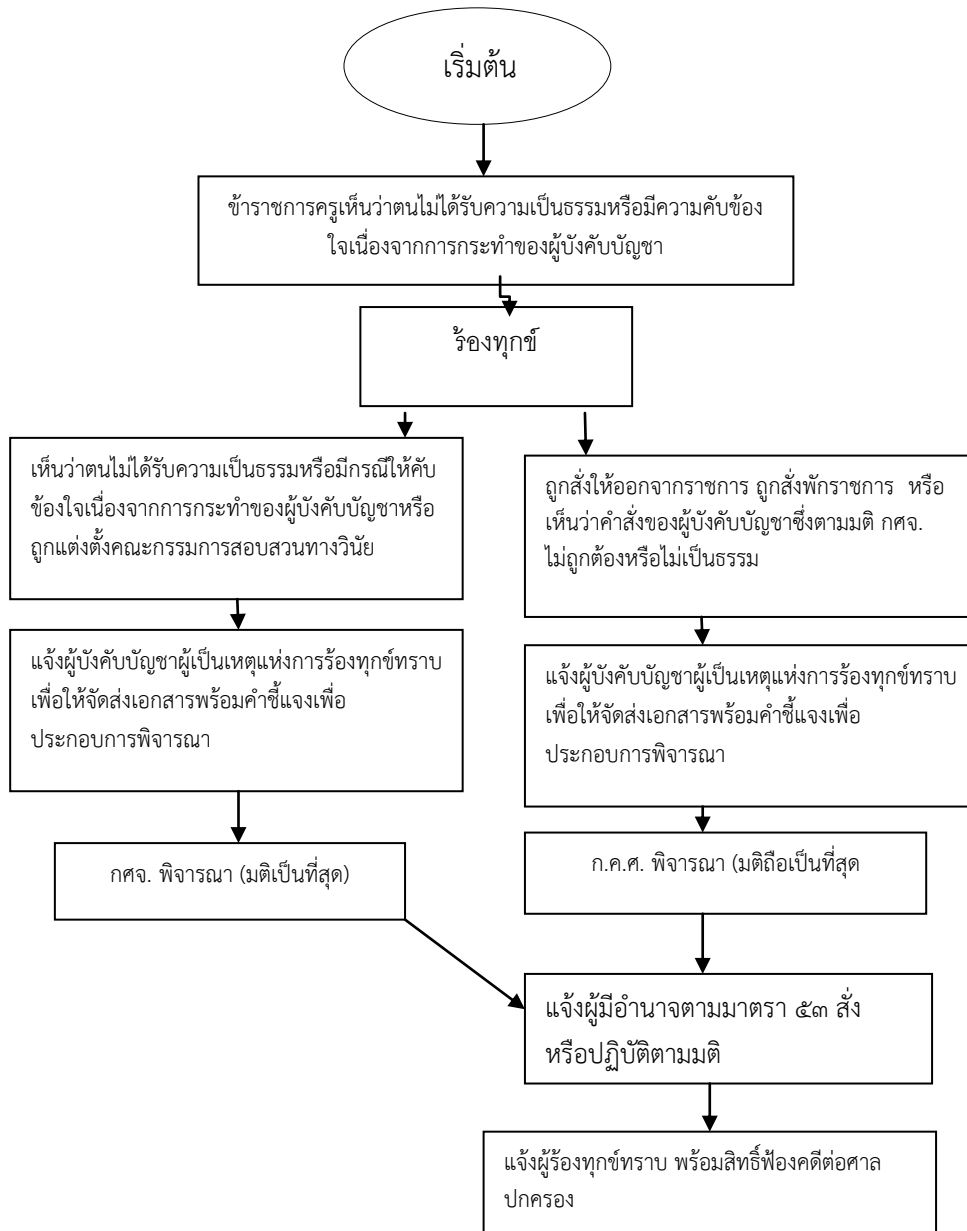 เริ่มต้น
ข้าราชการครูเห็นว่าตนไม่ได้รับความเป็นธรรมหรือมีความคับข้อง
ใจเนื่องจากการกระทำของผู้บังคับบัญชา
ร้องทุกข์
เห็นว่าตนไม่ได้รับความเป็นธรรมหรือมีกรณีให้คับ
ข้องใจเนื่องจากการกระทำของผู้บังคับบัญชาหรือ
ถูกแต่งตั้งคณะกรรมการสอบสวนทางวินัย
ถูกสั่งให้ออกจากราชการ ถูกสั่งพักราชการ หรือ
เห็นว่าคำสั่งของผู้บังคับบัญชาซึ่งตามมติ กศจ.
ไม่ถูกต้องหรือไม่เป็นธรรม
แจ้งผู้บังคับบัญชาผู้เป็นเหตุแห่งการร้องทุกข์ทราบ
เพื่อให้จัดส่งเอกสารพร้อมคำชี้แจงเพื่อ
ประกอบการพิจารณา
แจ้งผู้บังคับบัญชาผู้เป็นเหตุแห่งการร้องทุกข์ทราบ
เพื่อให้จัดส่งเอกสารพร้อมคำชี้แจงเพื่อ
ประกอบการพิจารณา
กศจ. พิจารณา (มติเป็นที่สุด)
ก.ค.ศ. พิจารณา (มติถือเป็นที่สุด
แจ้งผู้มีอำนาจตามมาตรา ๕๓ สั่ง
หรือปฏิบัติตามมติ
แจ้งผู้ร้องทุกข์ทราบ พร้อมสิทธิ์ฟ้องคดีต่อศาล
ปกครอง